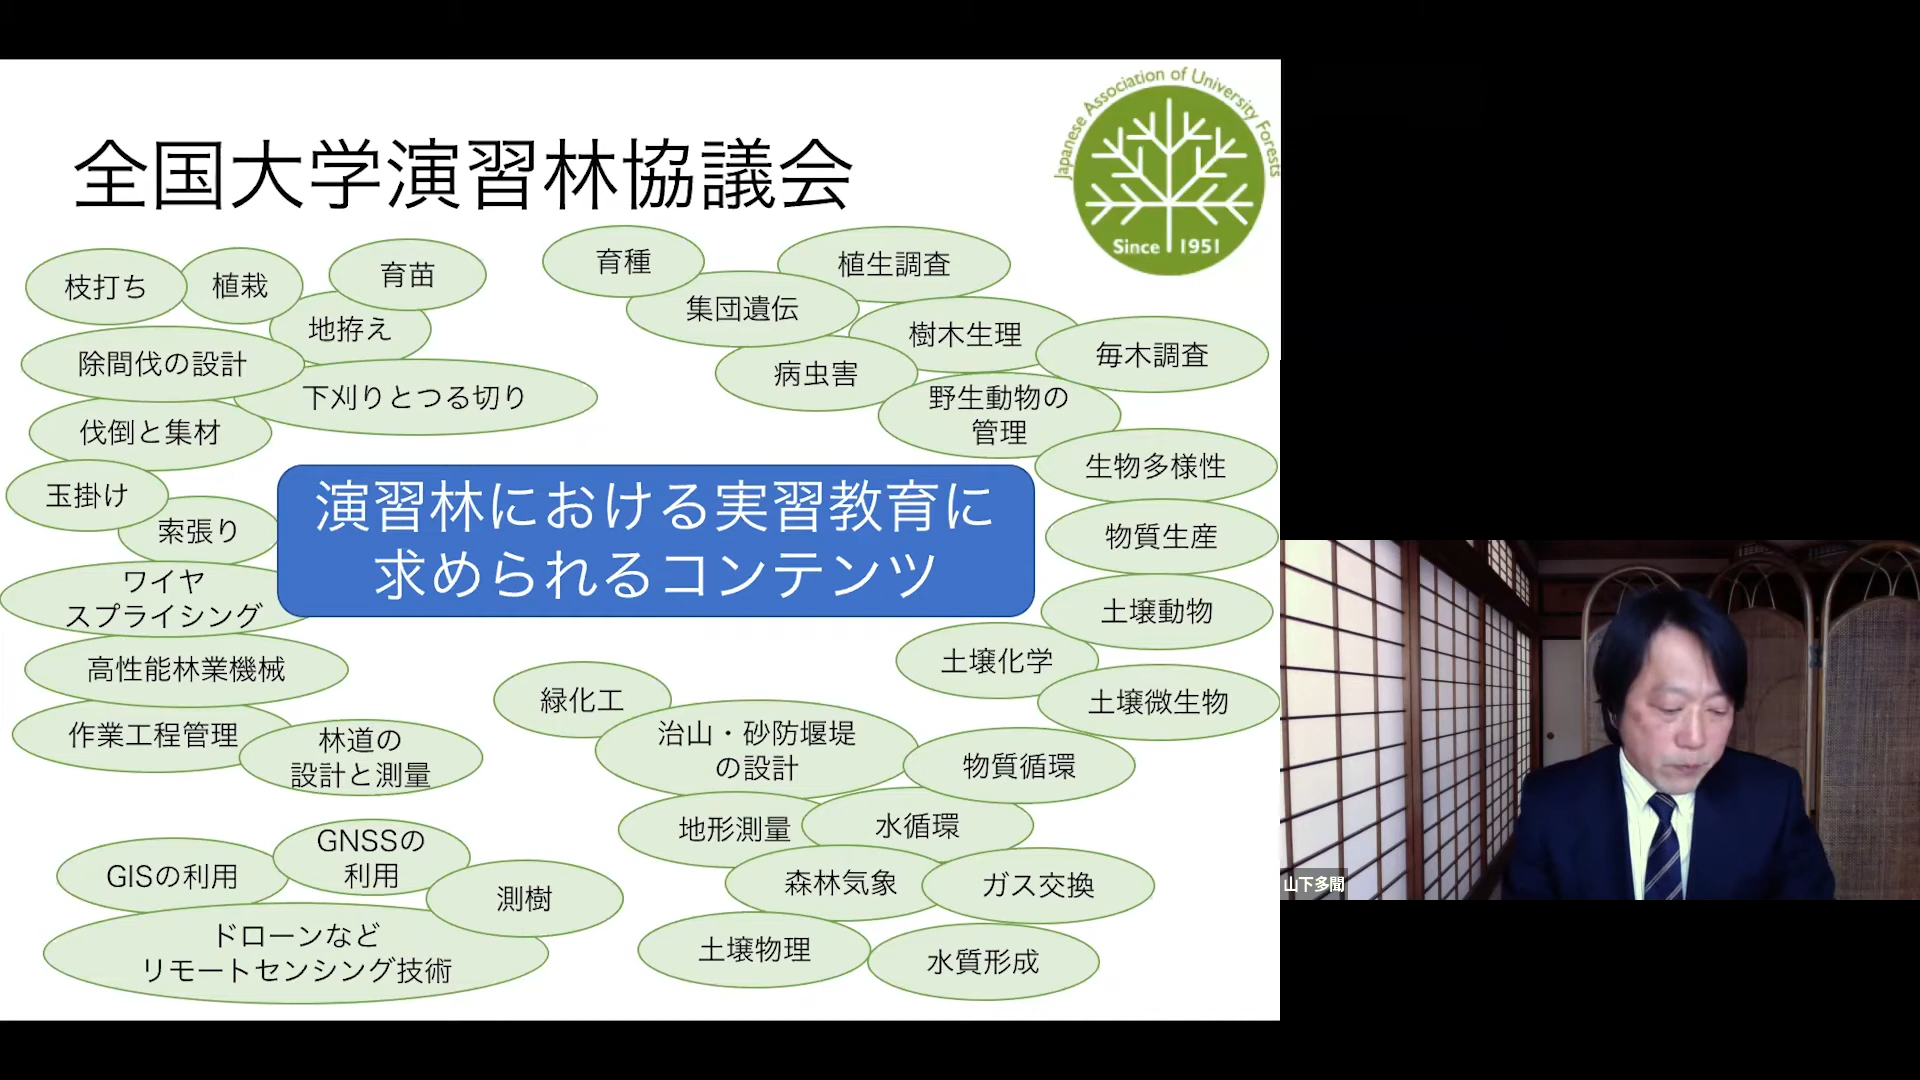 全国大学演習林協議会
Japanese Association of University Forests
Since 1951
枝打ち
植栽
育苗
地拵え
除間伐の設計
下刈りとつる切り
伐倒と集材
玉掛け
索張り
ワイヤ
スプライシング
高性能林業機械
作業工程管理
林道の
設計と測量
育種
植生調査
集団遺伝
樹木生理
毎木調査
病虫害
野生動物の
管理
生物多様性
物質生産
土壌動物
土壌化学
土壌微生物
演習林における実習教育に
求められるコンテンツ
緑化工
治山・砂防堰堤
の設計
物質循環
地形測量
水循環
森林気象
ガス交換
土壌物理
水質形成
GISの利用
GNSSの
利用
測樹
ドローンなど
リモートセンシング技術
山下多聞